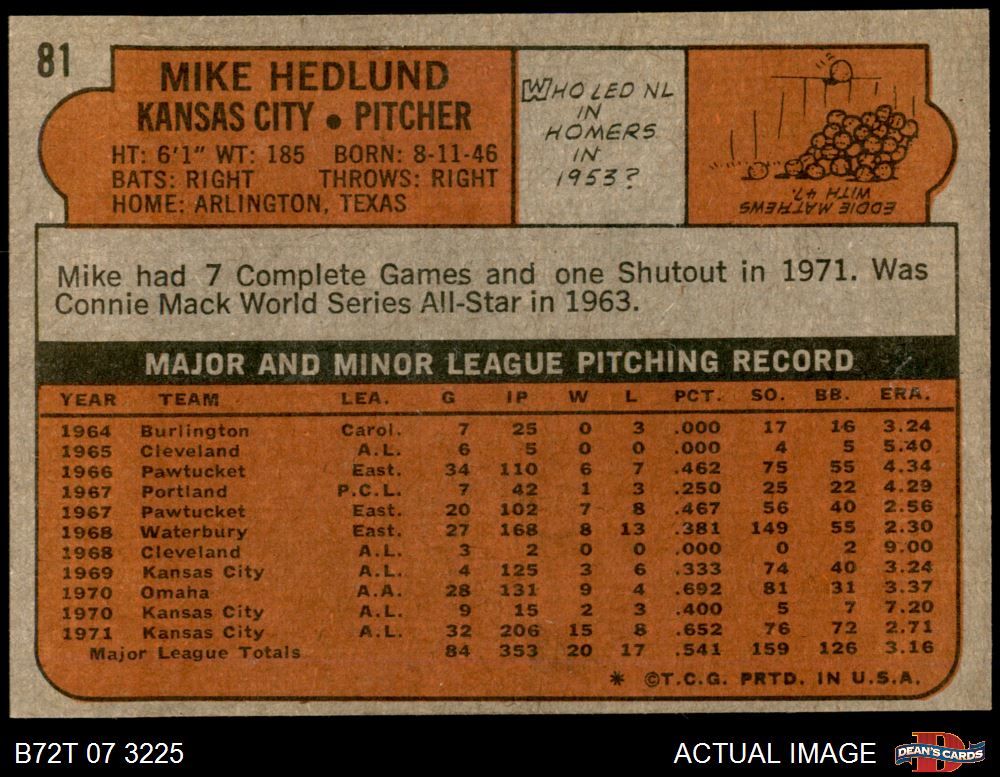 81
MIKE HEDLUND
KANSAS CITY • PITCHER
HT: 6'1" WT: 185 BORN: 8-11-46
BATS: RIGHT THROWS: RIGHT
HOME: ARLINGTON, TEXAS
WHO LED NL
IN
HOMERS
IN
1953?
EDDIE MATHEWS
WITH 47.
Mike had 7 Complete Games and one Shutout in 1971. Was
Connie Mack World Series All-Star in 1963.
MAJOR AND MINOR LEAGUE PITCHING RECORD
YEAR TEAM LEA. G IP W L PCT. SO. BB. ERA.
1964 Burlington Carol. 7 25 0 3 .000 17 16 3.24
1965 Cleveland A.L. 6 5 0 0 .000 4 5 5.40
1966 Pawtucket East. 34 110 6 7 .462 75 55 4.34
1967 Portland P.C.L. 7 42 1 3 .250 25 22 4.29
1967 Pawtucket East. 20 102 7 8 .467 56 40 2.56
1968 Waterbury East. 27 168 8 13 .381 149 55 2.30
1968 Cleveland A.L. 3 2 0 0 .000 0 2 9.00
1969 Kansas City A.L. 4 125 3 6 .333 74 40 3.24
1970 Omaha A.A. 28 131 9 4 .692 81 31 3.37
1970 Kansas City A.L. 9 15 2 3 .400 5 7 7.20
1971 Kansas City A.L. 32 206 15 8 .652 76 72 2.71
Major League Totals 84 353 20 17 .541 159 126 3.16
* ©T.C.G. PRTD. IN U.S.A.
B72T 07 3225 ACTUAL IMAGE
D
DEAN'S CARDS